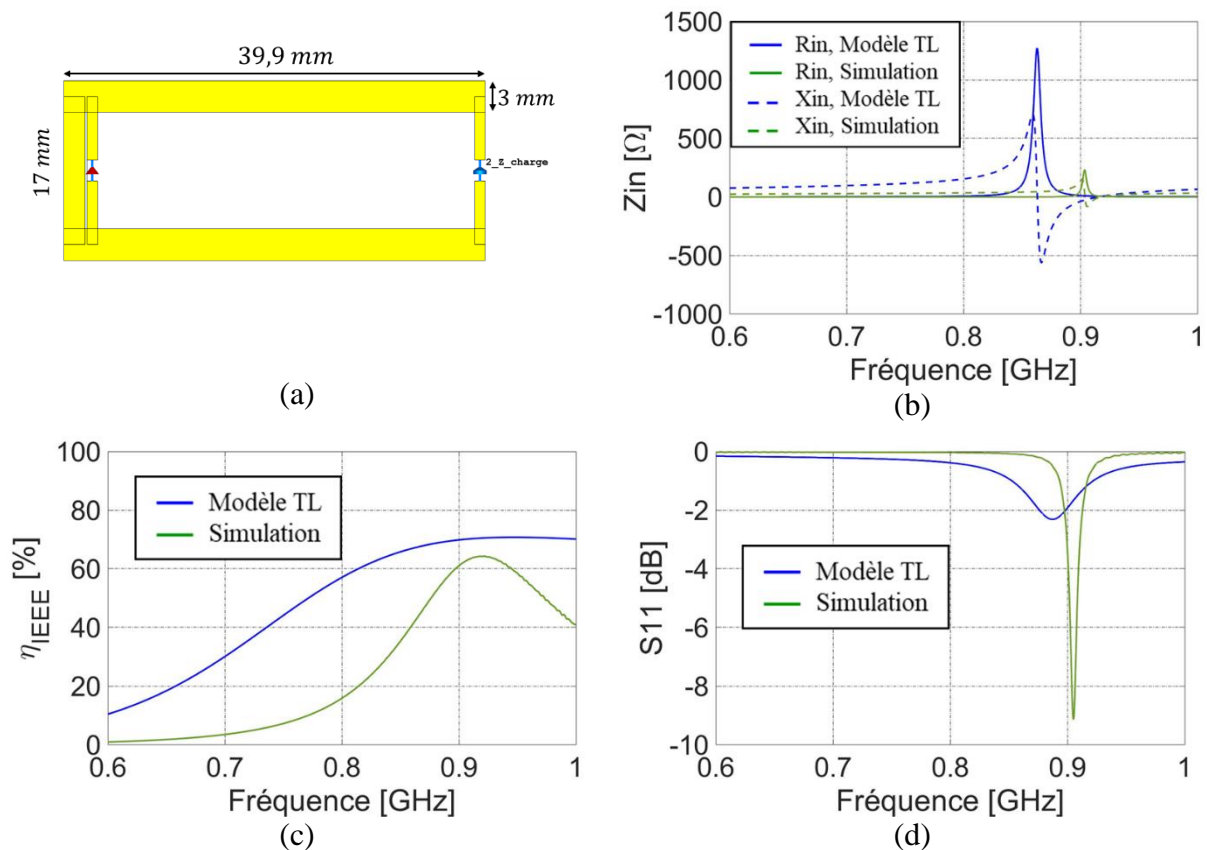 39,9 mm
3 mm
17 mm
2_Z_charge
(a)
1500
1000
500
0
-500
-1000
Zin [Ω]
Rin, Modèle TL
Rin, Simulation
Xin, Modèle TL
Xin, Simulation
0.6 0.7 0.8 0.9 1
Fréquence [GHz]
(b)
100
80
60
40
20
0
η_IEEE [%]
Modèle TL
Simulation
0.6 0.7 0.8 0.9 1
Fréquence [GHz]
(c)
0
-2
-4
-6
-8
-10
S11 [dB]
Modèle TL
Simulation
0.6 0.7 0.8 0.9 1
Fréquence [GHz]
(d)